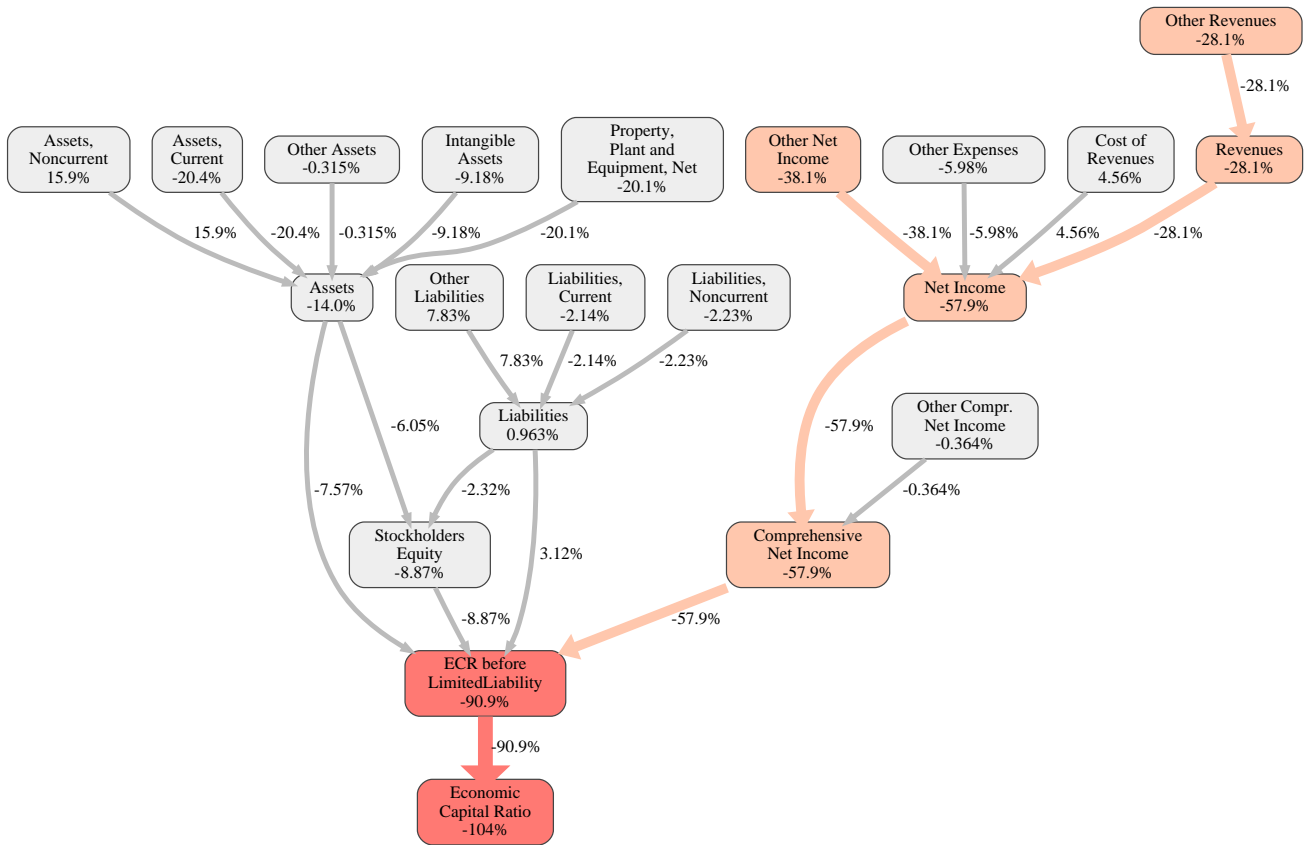 Other Revenues
-28.1%
-28.1%
Assets,
Noncurrent
15.9%
Assets,
Current
-20.4%
Other Assets
-0.315%
Intangible
Assets
-9.18%
Property,
Plant and
Equipment, Net
-20.1%
Other Net
Income
-38.1%
Other Expenses
-5.98%
Cost of
Revenues
4.56%
Revenues
-28.1%
15.9%
-20.4%
-0.315%
-9.18%
-20.1%
-38.1%
-5.98%
4.56%
-28.1%
Assets
-14.0%
Other
Liabilities
7.83%
Liabilities,
Current
-2.14%
Liabilities,
Noncurrent
-2.23%
Net Income
-57.9%
7.83%
-2.14%
-2.23%
Liabilities
0.963%
Other Compr.
Net Income
-0.364%
-6.05%
-57.9%
-7.57%
-2.32%
-0.364%
Stockholders
Equity
-8.87%
3.12%
Comprehensive
Net Income
-57.9%
-8.87%
-57.9%
ECR before
LimitedLiability
-90.9%
-90.9%
Economic
Capital Ratio
-104%